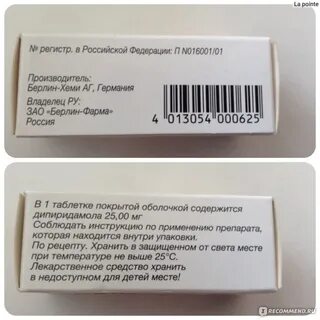 La pointe
№ регистр. в Российской Федерации: П N016001/01
Производитель:
Берлин-Хеми АГ, Германия
Владелец РУ:
ЗАО «Берлин-Фарма»
Россия
4 013054 000625
В 1 таблетке покрытой оболочкой содержится
дипиридамола 25,00 мг
Соблюдать инструкцию по применению препарата,
которая находится внутри упаковки.
По рецепту. Хранить в защищенном от света месте
при температуре не выше 25°С.
Лекарственное средство хранить
в недоступном для детей месте!
IRECOMMEND.RU